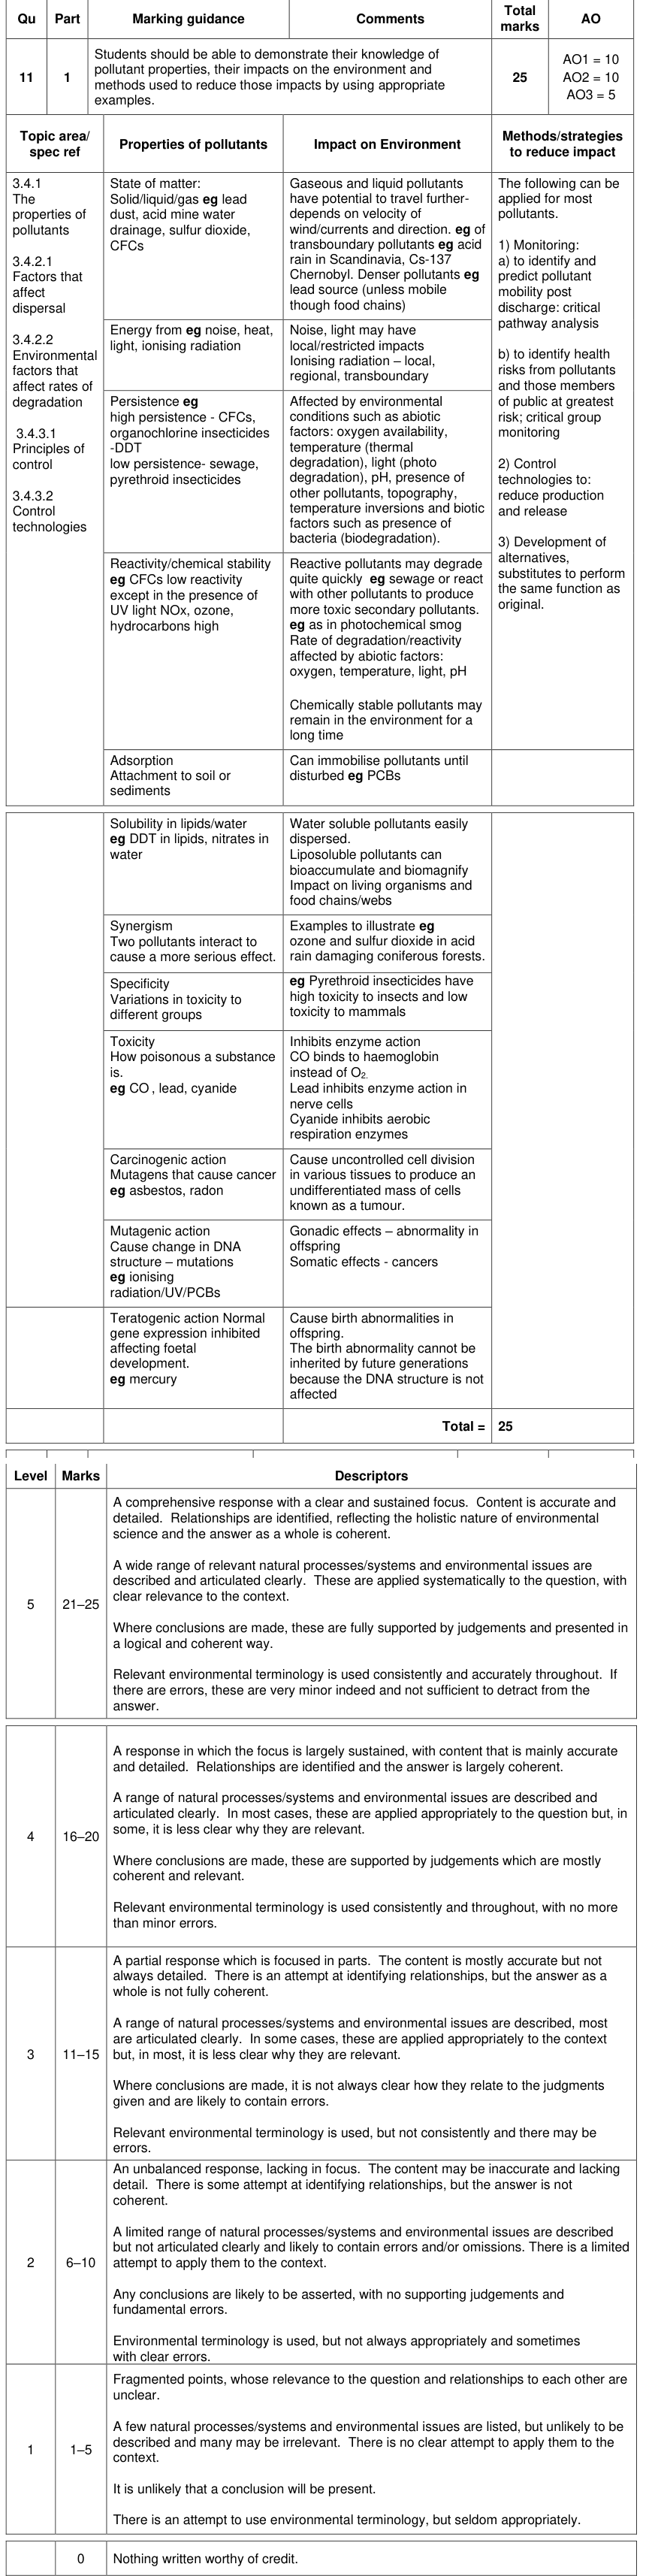 Qu Part Marking guidance Comments Total marks AO
11 1 Students should be able to demonstrate their knowledge of
pollutant properties, their impacts on the environment and
methods used to reduce those impacts by using appropriate
examples.
25
AO1 = 10
AO2 = 10
AO3 = 5
Topic area/
spec ref
Properties of pollutants
Impact on Environment
Methods/strategies
to reduce impact
3.4.1
The
properties of
pollutants
3.4.2.1
Factors that
affect
dispersal
3.4.2.2
Environmental
factors that
affect rates of
degradation
3.4.3.1
Principles of
control
3.4.3.2
Control
technologies
State of matter:
Solid/liquid/gas eg lead
dust, acid mine water
drainage, sulfur dioxide,
CFCs
Gaseous and liquid pollutants
have potential to travel further-
depends on velocity of
wind/currents and direction. eg of
transboundary pollutants eg acid
rain in Scandinavia, Cs-137
Chernobyl. Denser pollutants eg
lead source (unless mobile
though food chains)
The following can be
applied for most
pollutants.
1) Monitoring:
a) to identify and
predict pollutant
mobility post
discharge: critical
pathway analysis
b) to identify health
risks from pollutants
and those members
of public at greatest
risk; critical group
monitoring
2) Control
technologies to:
reduce production
and release
3) Development of
alternatives,
substitutes to perform
the same function as
original.
Energy from eg noise, heat,
light, ionising radiation
Noise, light may have
local/restricted impacts
Ionising radiation – local,
regional, transboundary
Persistence eg
high persistence - CFCs,
organochlorine insecticides
-DDT
low persistence- sewage,
pyrethroid insecticides
Affected by environmental
conditions such as abiotic
factors: oxygen availability,
temperature (thermal
degradation), light (photo
degradation), pH, presence of
other pollutants, topography,
temperature inversions and biotic
factors such as presence of
bacteria (biodegradation).
Reactivity/chemical stability
eg CFCs low reactivity
except in the presence of
UV light NOx, ozone,
hydrocarbons high
Reactive pollutants may degrade
quite quickly eg sewage or react
with other pollutants to produce
more toxic secondary pollutants.
eg as in photochemical smog
Rate of degradation/reactivity
affected by abiotic factors:
oxygen, temperature, light, pH
Chemically stable pollutants may
remain in the environment for a
long time
Adsorption
Attachment to soil or
sediments
Can immobilise pollutants until
disturbed eg PCBs
Solubility in lipids/water
eg DDT in lipids, nitrates in
water
Water soluble pollutants easily
dispersed.
Liposoluble pollutants can
bioaccumulate and biomagnify
Impact on living organisms and
food chains/webs
Synergism
Two pollutants interact to
cause a more serious effect.
Examples to illustrate eg
ozone and sulfur dioxide in acid
rain damaging coniferous forests.
Specificity
Variations in toxicity to
different groups
eg Pyrethroid insecticides have
high toxicity to insects and low
toxicity to mammals
Toxicity
How poisonous a substance
is.
eg CO , lead, cyanide
Inhibits enzyme action
CO binds to haemoglobin
instead of O2.
Lead inhibits enzyme action in
nerve cells
Cyanide inhibits aerobic
respiration enzymes
Carcinogenic action
Mutagens that cause cancer
eg asbestos, radon
Cause uncontrolled cell division
in various tissues to produce an
undifferentiated mass of cells
known as a tumour.
Mutagenic action
Cause change in DNA
structure – mutations
eg ionising
radiation/UV/PCBs
Gonadic effects – abnormality in
offspring
Somatic effects - cancers
Teratogenic action Normal
gene expression inhibited
affecting foetal
development.
eg mercury
Cause birth abnormalities in
offspring.
The birth abnormality cannot be
inherited by future generations
because the DNA structure is not
affected
Total = 25
Level Marks Descriptors
5 21–25
A comprehensive response with a clear and sustained focus. Content is accurate and
detailed. Relationships are identified, reflecting the holistic nature of environmental
science and the answer as a whole is coherent.
A wide range of relevant natural processes/systems and environmental issues are
described and articulated clearly. These are applied systematically to the question, with
clear relevance to the context.
Where conclusions are made, these are fully supported by judgements and presented in
a logical and coherent way.
Relevant environmental terminology is used consistently and accurately throughout. If
there are errors, these are very minor indeed and not sufficient to detract from the
answer.
4 16–20
A response in which the focus is largely sustained, with content that is mainly accurate
and detailed. Relationships are identified and the answer is largely coherent.
A range of natural processes/systems and environmental issues are described and
articulated clearly. In most cases, these are applied appropriately to the question but, in
some, it is less clear why they are relevant.
Where conclusions are made, these are supported by judgements which are mostly
coherent and relevant.
Relevant environmental terminology is used consistently and throughout, with no more
than minor errors.
3 11–15
A partial response which is focused in parts. The content is mostly accurate but not
always detailed. There is an attempt at identifying relationships, but the answer as a
whole is not fully coherent.
A range of natural processes/systems and environmental issues are described, most
are articulated clearly. In some cases, these are applied appropriately to the context
but, in most, it is less clear why they are relevant.
Where conclusions are made, it is not always clear how they relate to the judgments
given and are likely to contain errors.
Relevant environmental terminology is used, but not consistently and there may be
errors.
2 6–10
An unbalanced response, lacking in focus. The content may be inaccurate and lacking
detail. There is some attempt at identifying relationships, but the answer is not
coherent.
A limited range of natural processes/systems and environmental issues are described
but not articulated clearly and likely to contain errors and/or omissions. There is a limited
attempt to apply them to the context.
Any conclusions are likely to be asserted, with no supporting judgements and
fundamental errors.
Environmental terminology is used, but not always appropriately and sometimes
with clear errors.
1 1–5
Fragmented points, whose relevance to the question and relationships to each other are
unclear.
A few natural processes/systems and environmental issues are listed, but unlikely to be
described and many may be irrelevant. There is no clear attempt to apply them to the
context.
It is unlikely that a conclusion will be present.
There is an attempt to use environmental terminology, but seldom appropriately.
0 Nothing written worthy of credit.